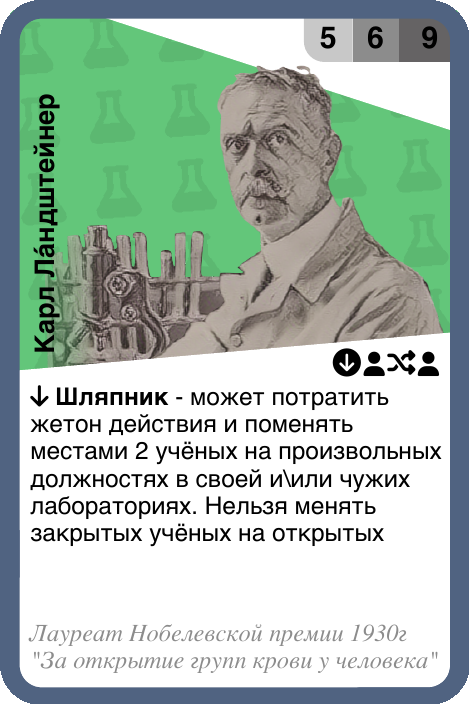 5 6 9
Карл Ла́ндштейнер
Шляпник - может потратить
жетон действия и поменять
местами 2 учёных на произвольных
должностях в своей и\или чужих
лабораториях. Нельзя менять
закрытых учёных на открытых
Лауреат Нобелевской премии 1930г
"За открытие групп крови у человека"